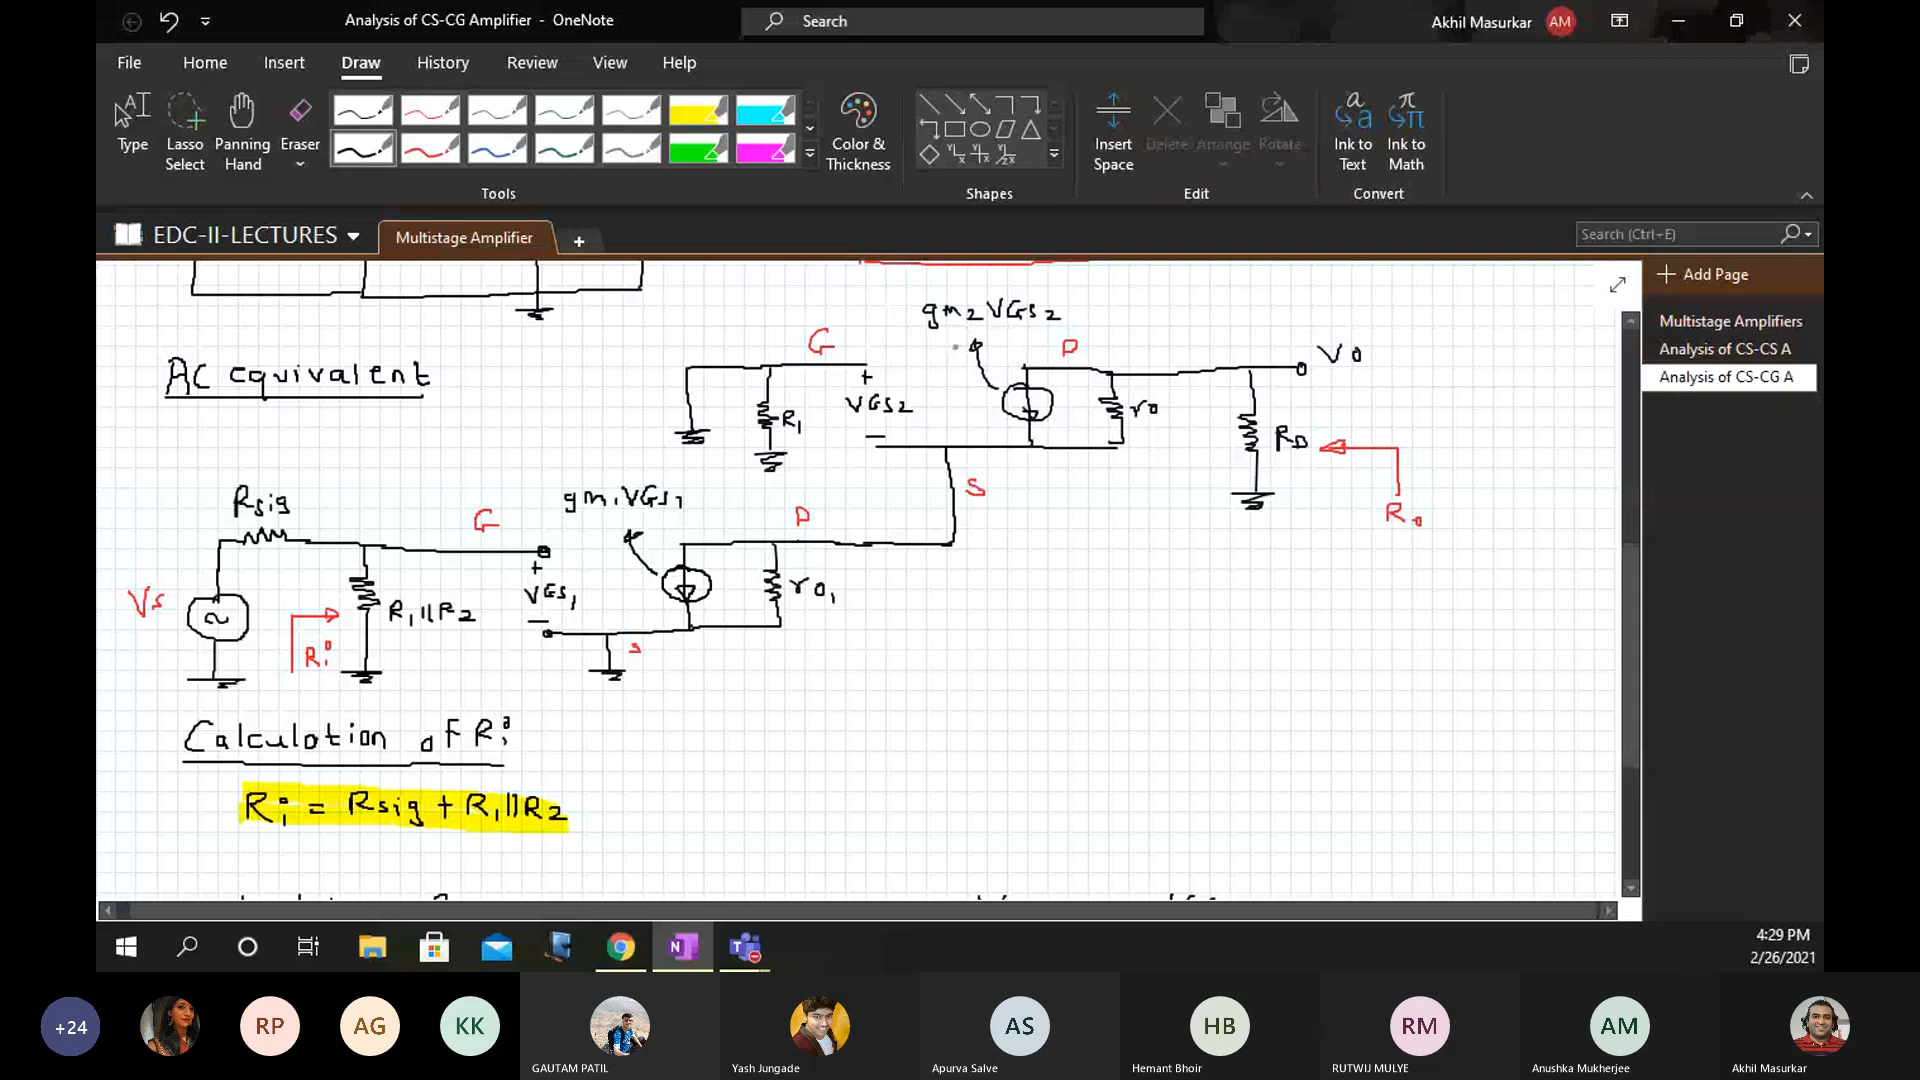 Analysis of CS-CG Amplifier - OneNote
Search
Akhil Masurkar
AM
File
Home
Insert
Draw
History
Review
View
Help
Type
Lasso Select
Panning Hand
Eraser
Color & Thickness
Insert Space
Delete
Arrange
Rotate
Ink to Text
Ink to Math
Tools
Shapes
Edit
Convert
EDC-II-LECTURES
Multistage Amplifier
Search (Ctrl+E)
Add Page
Multistage Amplifiers
Analysis of CS-CS A
Analysis of CS-CG A
AC equivalent
gm2VGS2
G
D
Vo
+
VGS2
-
R1
ro
RD
S
Ro
Rsig
G
gm1VGS1
D
Vs
+
VGS1
-
R1||R2
Ri
ro1
S
Calculation of Ri
Ri = Rsig + R1||R2
4:29 PM
2/26/2021
+24
RP
AG
KK
GAUTAM PATIL
Yash Jungade
AS
Apurva Salve
HB
Hemant Bhoir
RM
RUTWIJ MULYE
AM
Anushka Mukherjee
Akhil Masurkar